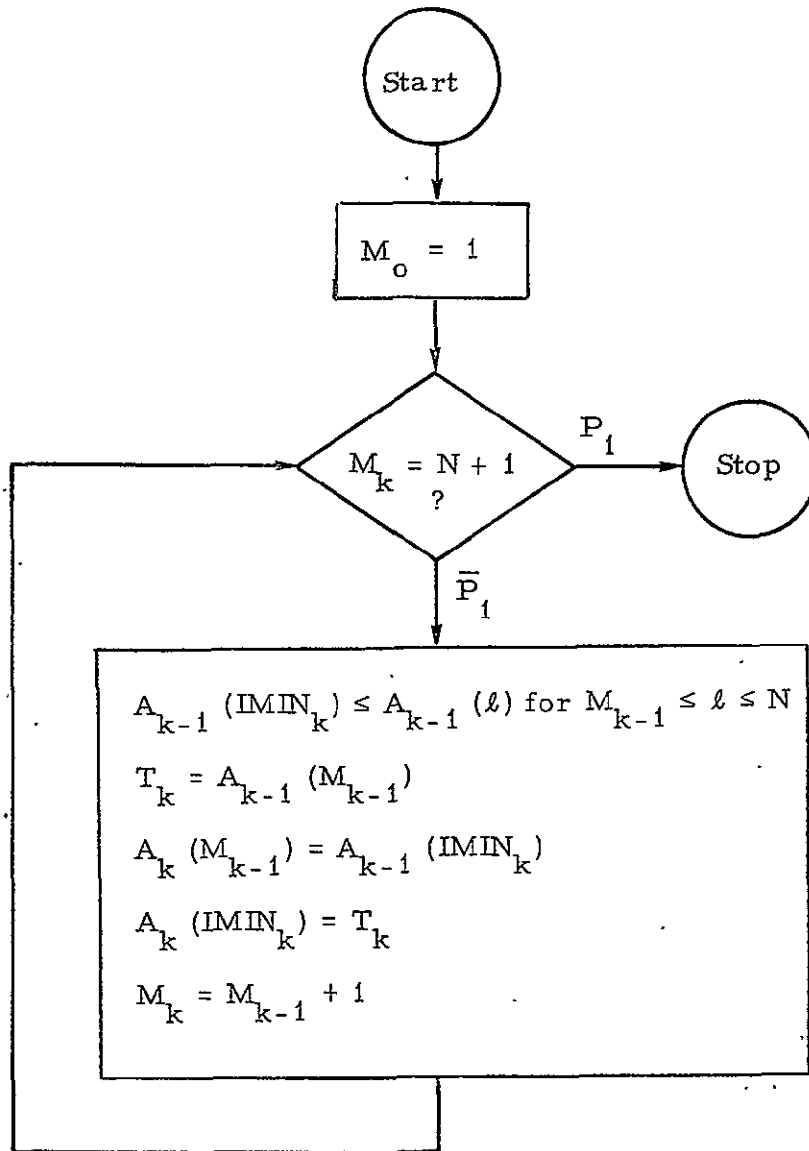 Start
M_o = 1
M_k = N + 1
?
P_1
Stop
P̅_1
A_{k-1} (IMIN_k) ≤ A_{k-1} (ℓ) for M_{k-1} ≤ ℓ ≤ N
T_k = A_{k-1} (M_{k-1})
A_k (M_{k-1}) = A_{k-1} (IMIN_k)
A_k (IMIN_k) = T_k
M_k = M_{k-1} + 1